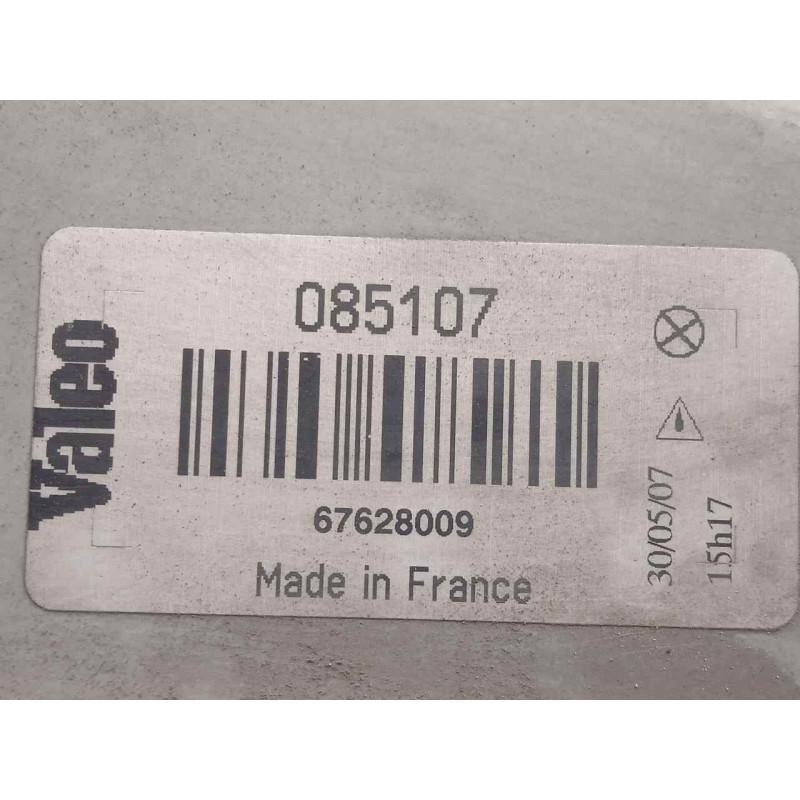 Valeo
085107
67628009
Made in France
30/05/07
15h17